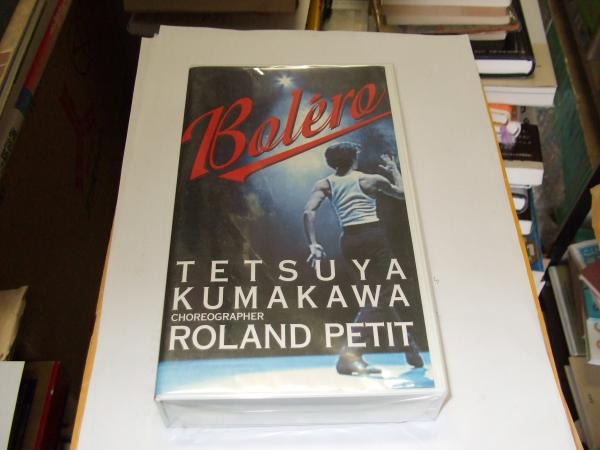 Boléro
TETSUYA
KUMAKAWA
CHOREOGRAPHER
ROLAND PETIT